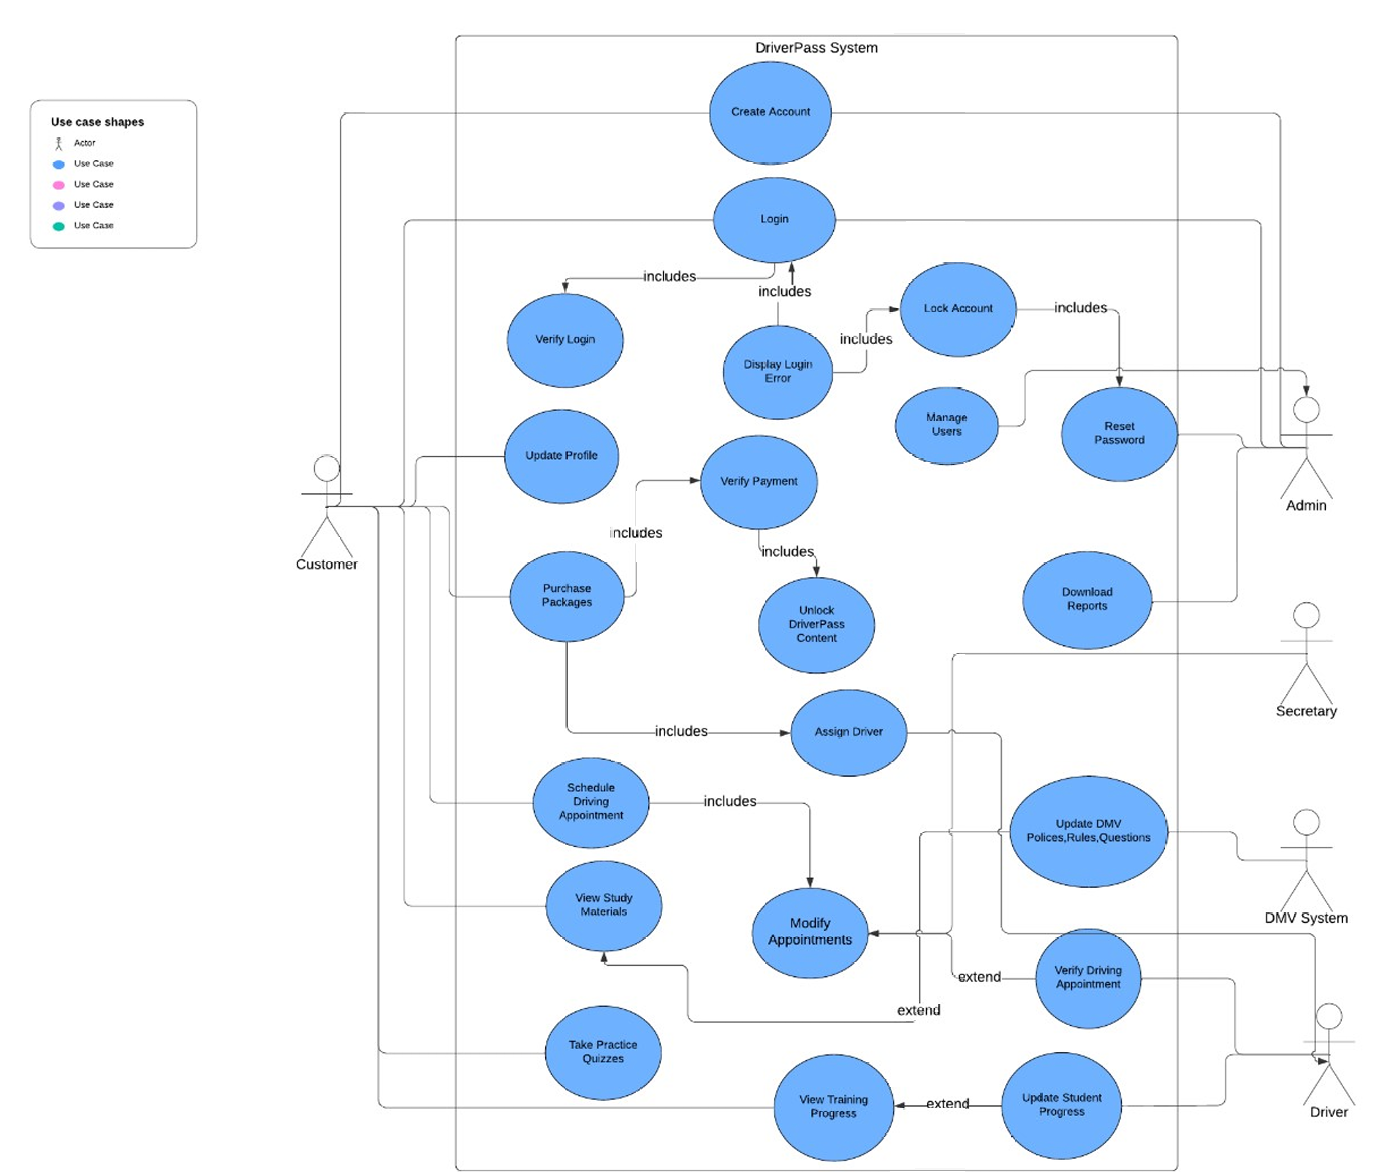 DriverPass System
Create Account
Use case shapes
Actor
Use Case
Use Case
Use Case
Use Case
Login
includes
includes
Lock Account
includes
Verify Login
includes
Display Login
Error
Manage
Users
Reset
Password
Update Profile
Verify Payment
Admin
Customer
includes
includes
Purchase
Packages
Unlock
DriverPass
Content
Download
Reports
Secretary
includes
Assign Driver
Schedule
Driving
Appointment
includes
Update DMV
Polices,Rules,Questions
View Study
Materials
Modify
Appointments
DMV System
extend
Verify Driving
Appointment
extend
Take Practice
Quizzes
View Training
Progress
extend
Update Student
Progress
Driver